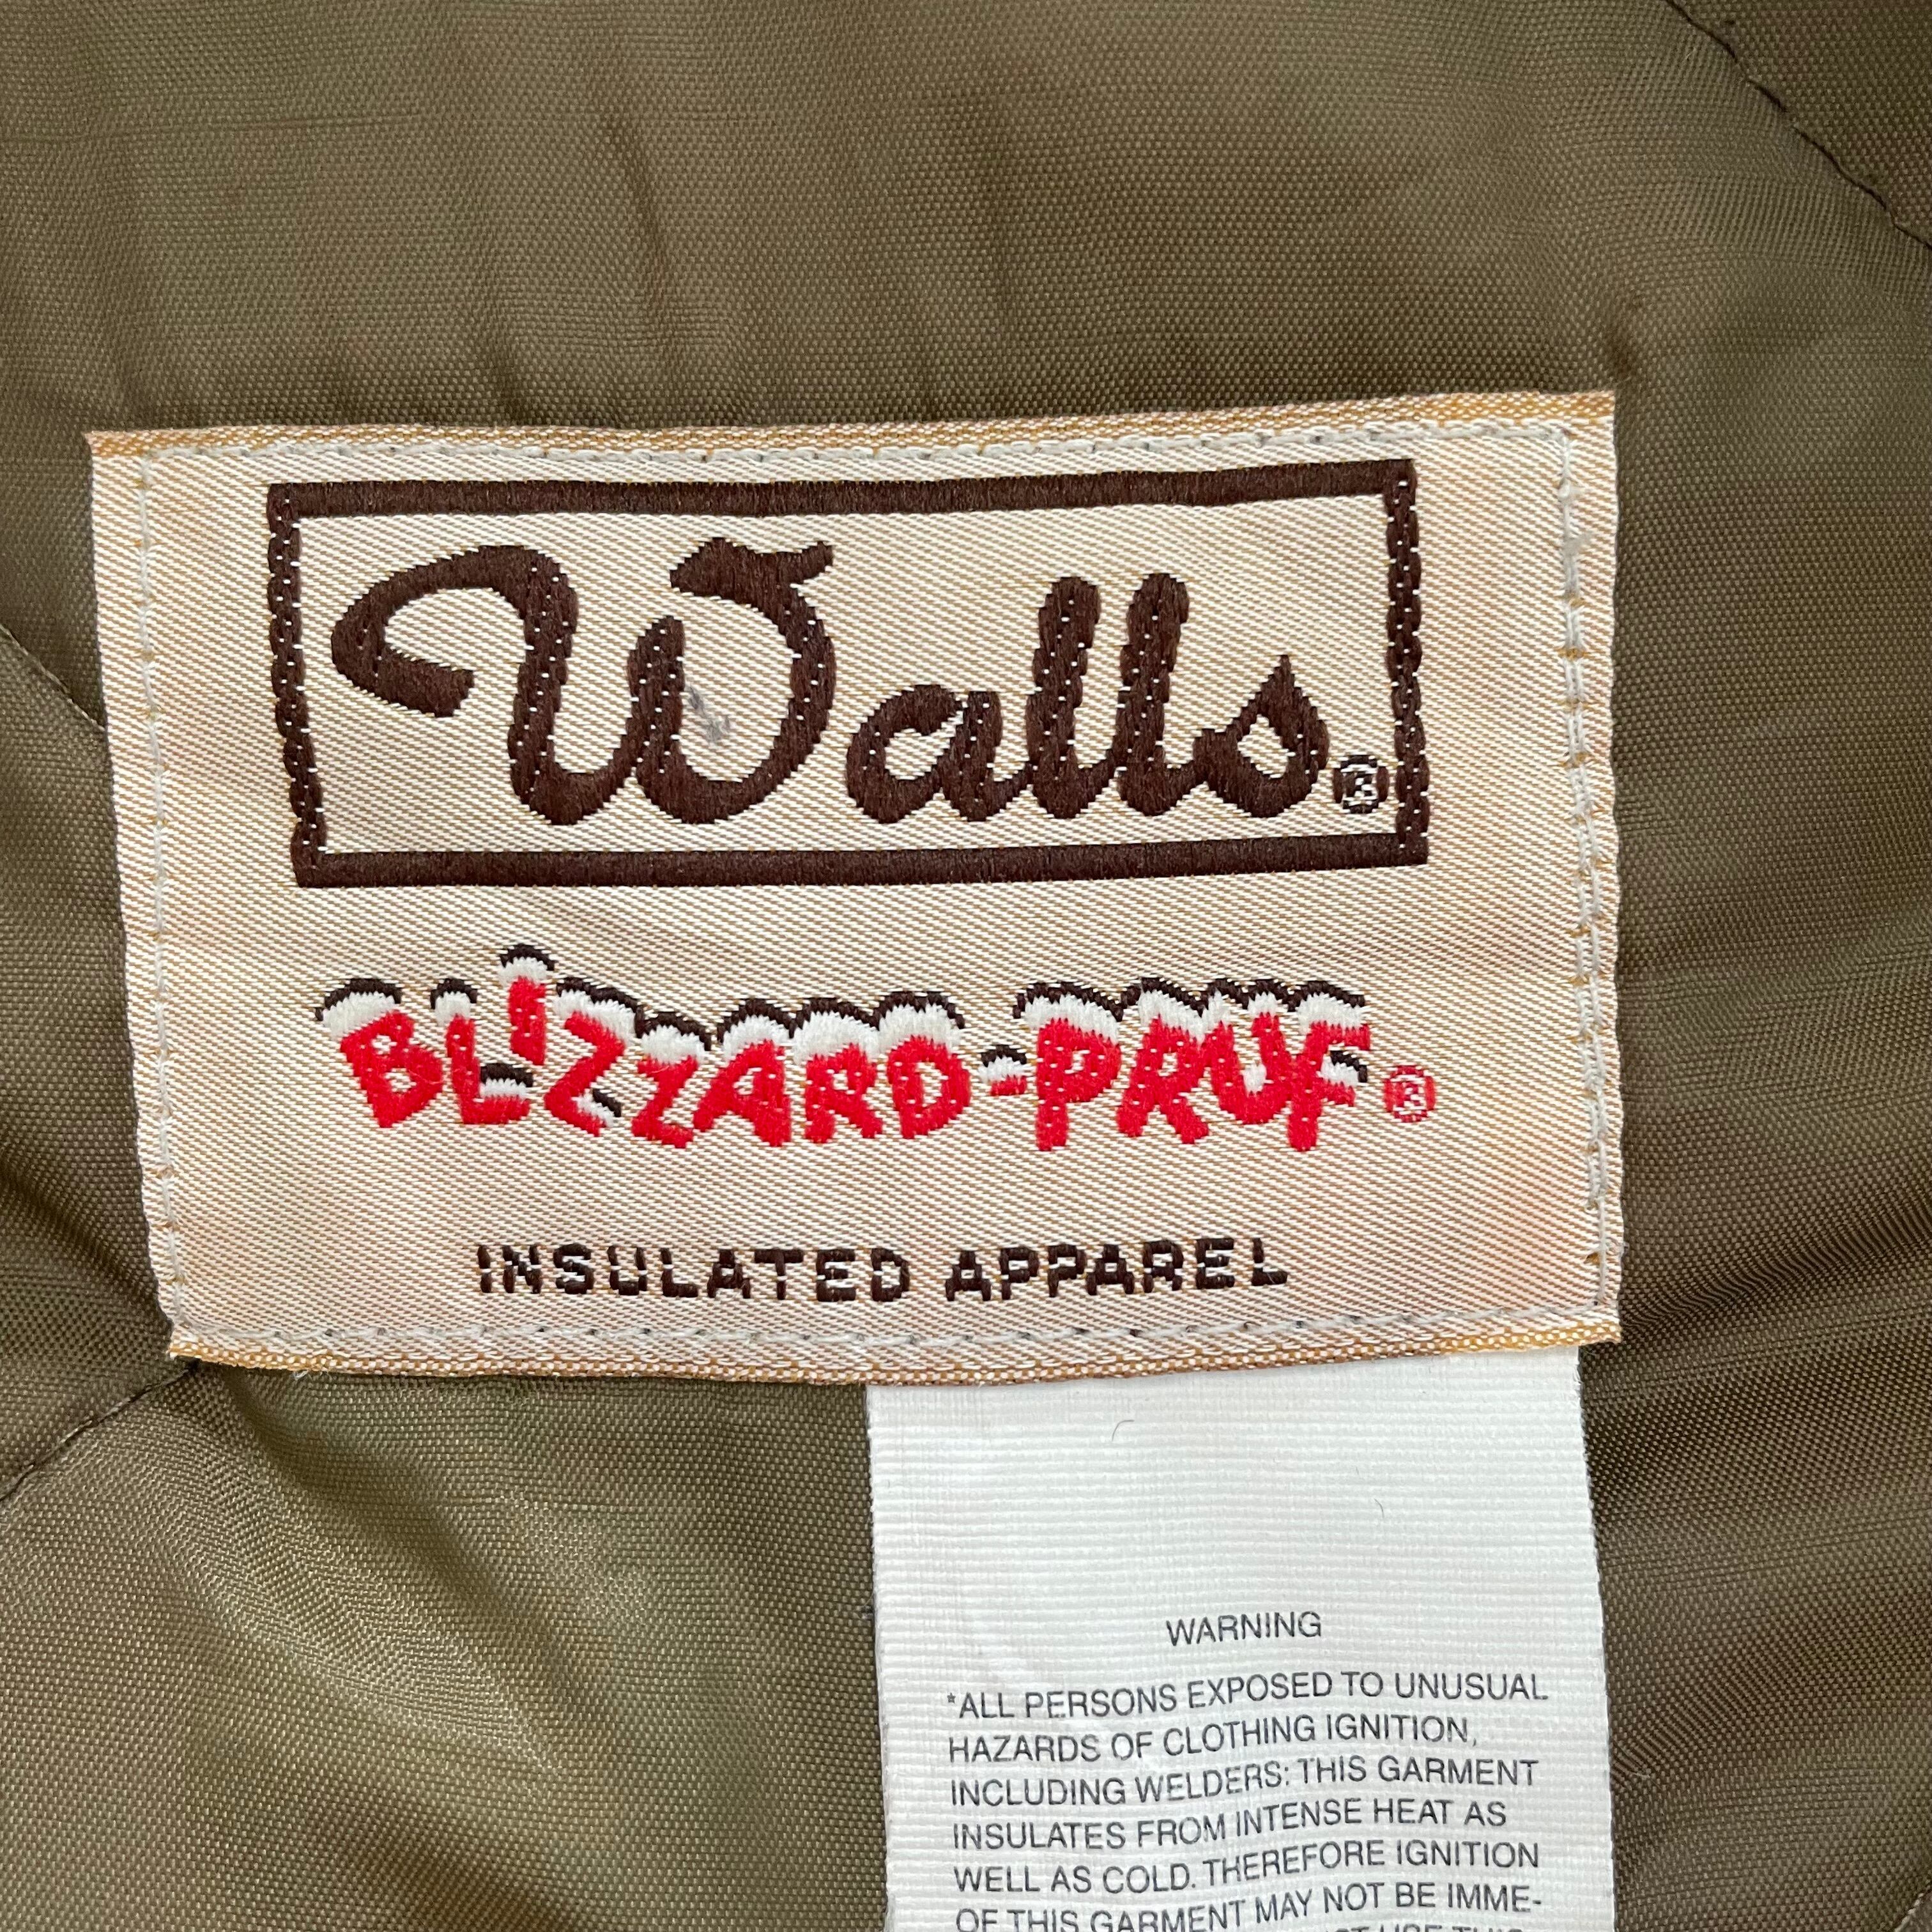 Walls®
BLIZZARD-PRUF®
INSULATED APPAREL
WARNING
*ALL PERSONS EXPOSED TO UNUSUAL
HAZARDS OF CLOTHING IGNITION,
INCLUDING WELDERS: THIS GARMENT
INSULATES FROM INTENSE HEAT AS
WELL AS COLD. THEREFORE IGNITION
OF THIS GARMENT MAY NOT BE IMME-